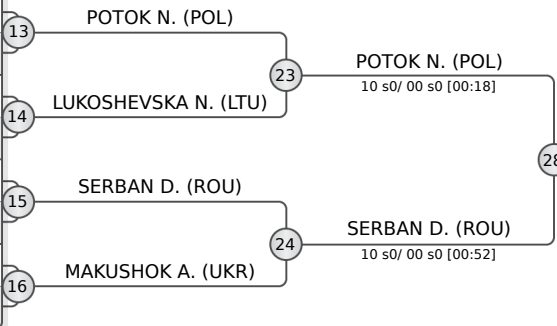 13
POTOK N. (POL)
23
14
LUKOSHEVSKA N. (LTU)
POTOK N. (POL)
10 s0/ 00 s0 [00:18]
28
15
SERBAN D. (ROU)
24
16
MAKUSHOK A. (UKR)
SERBAN D. (ROU)
10 s0/ 00 s0 [00:52]